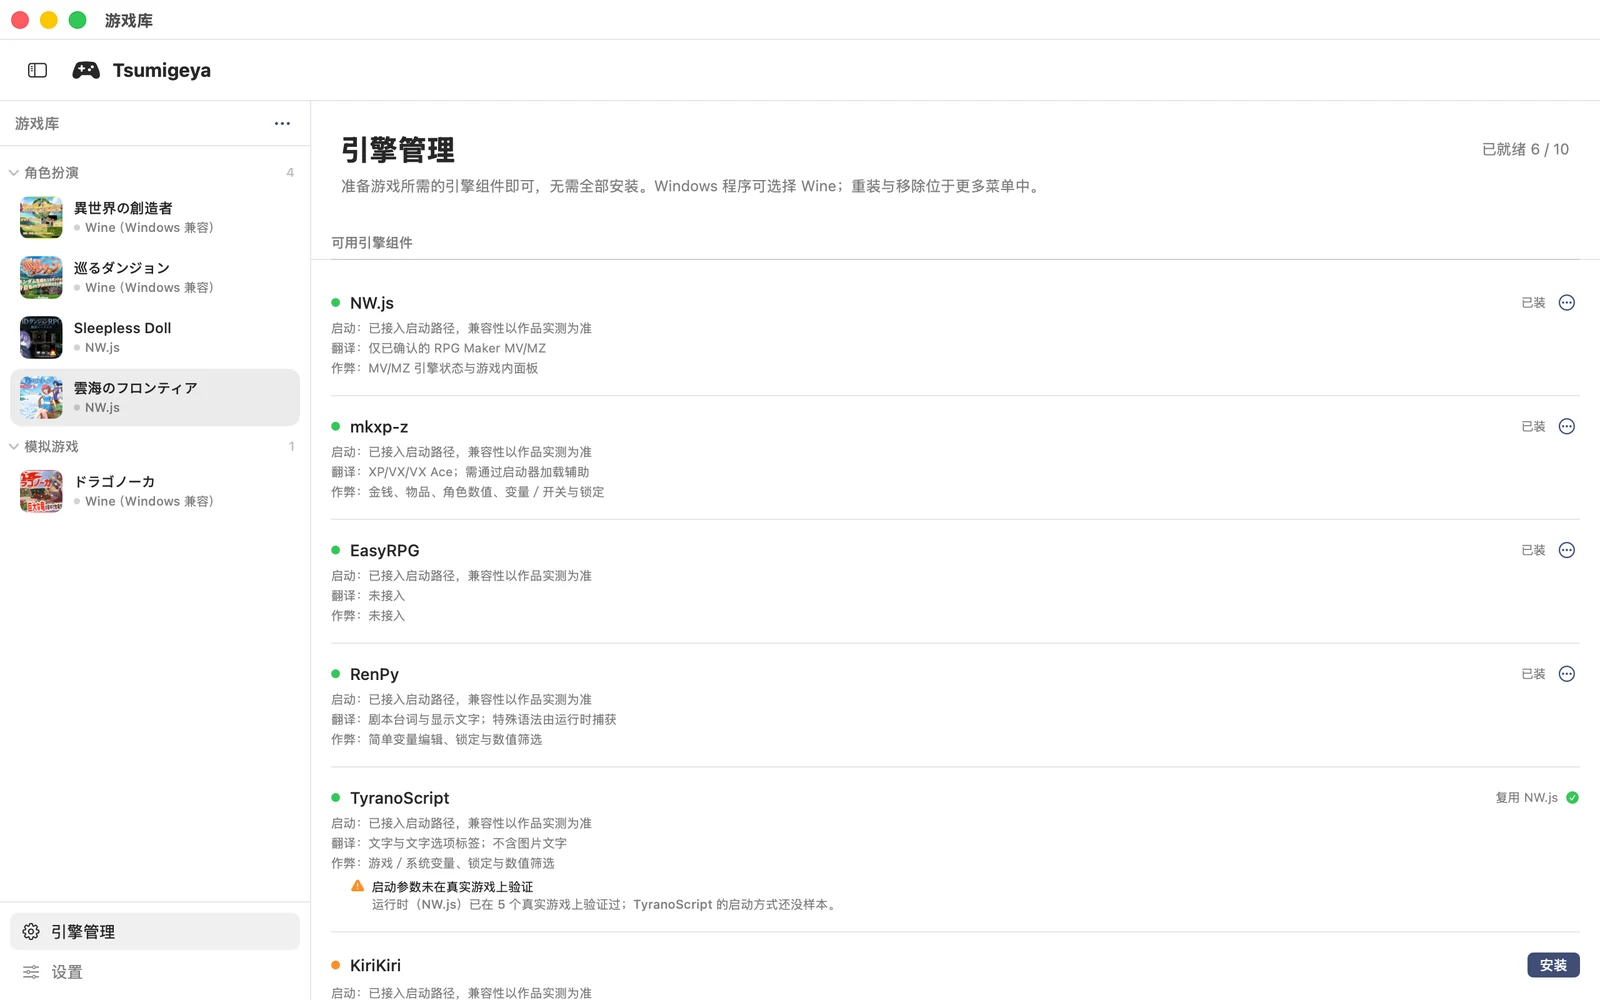 游戏库
Tsumigeya
游戏库
角色扮演 4
異世界の創造者
Wine (Windows 兼容)
巡るダンジョン
Wine (Windows 兼容)
Sleepless Doll
NW.js
雲海のフロンティア
NW.js
模拟游戏 1
ドラゴノーカ
Wine (Windows 兼容)
引擎管理
设置
引擎管理
已就绪 6 / 10
准备游戏所需的引擎组件即可，无需全部安装。Windows 程序可选择 Wine；重装与移除位于更多菜单中。
可用引擎组件
NW.js 已装
启动：已接入启动路径，兼容性以作品实测为准
翻译：仅已确认的 RPG Maker MV/MZ
作弊：MV/MZ 引擎状态与游戏内面板
mkxp-z 已装
启动：已接入启动路径，兼容性以作品实测为准
翻译：XP/VX/VX Ace；需通过启动器加载辅助
作弊：金钱、物品、角色数值、变量 / 开关与锁定
EasyRPG 已装
启动：已接入启动路径，兼容性以作品实测为准
翻译：未接入
作弊：未接入
RenPy 已装
启动：已接入启动路径，兼容性以作品实测为准
翻译：剧本台词与显示文字；特殊语法由运行时捕获
作弊：简单变量编辑、锁定与数值筛选
TyranoScript 复用 NW.js
启动：已接入启动路径，兼容性以作品实测为准
翻译：文字与文字选项标签；不含图片文字
作弊：游戏 / 系统变量、锁定与数值筛选
启动参数未在真实游戏上验证
运行时（NW.js）已在 5 个真实游戏上验证过；TyranoScript 的启动方式还没样本。
KiriKiri 安装
启动：已接入启动路径，兼容性以作品实测为准